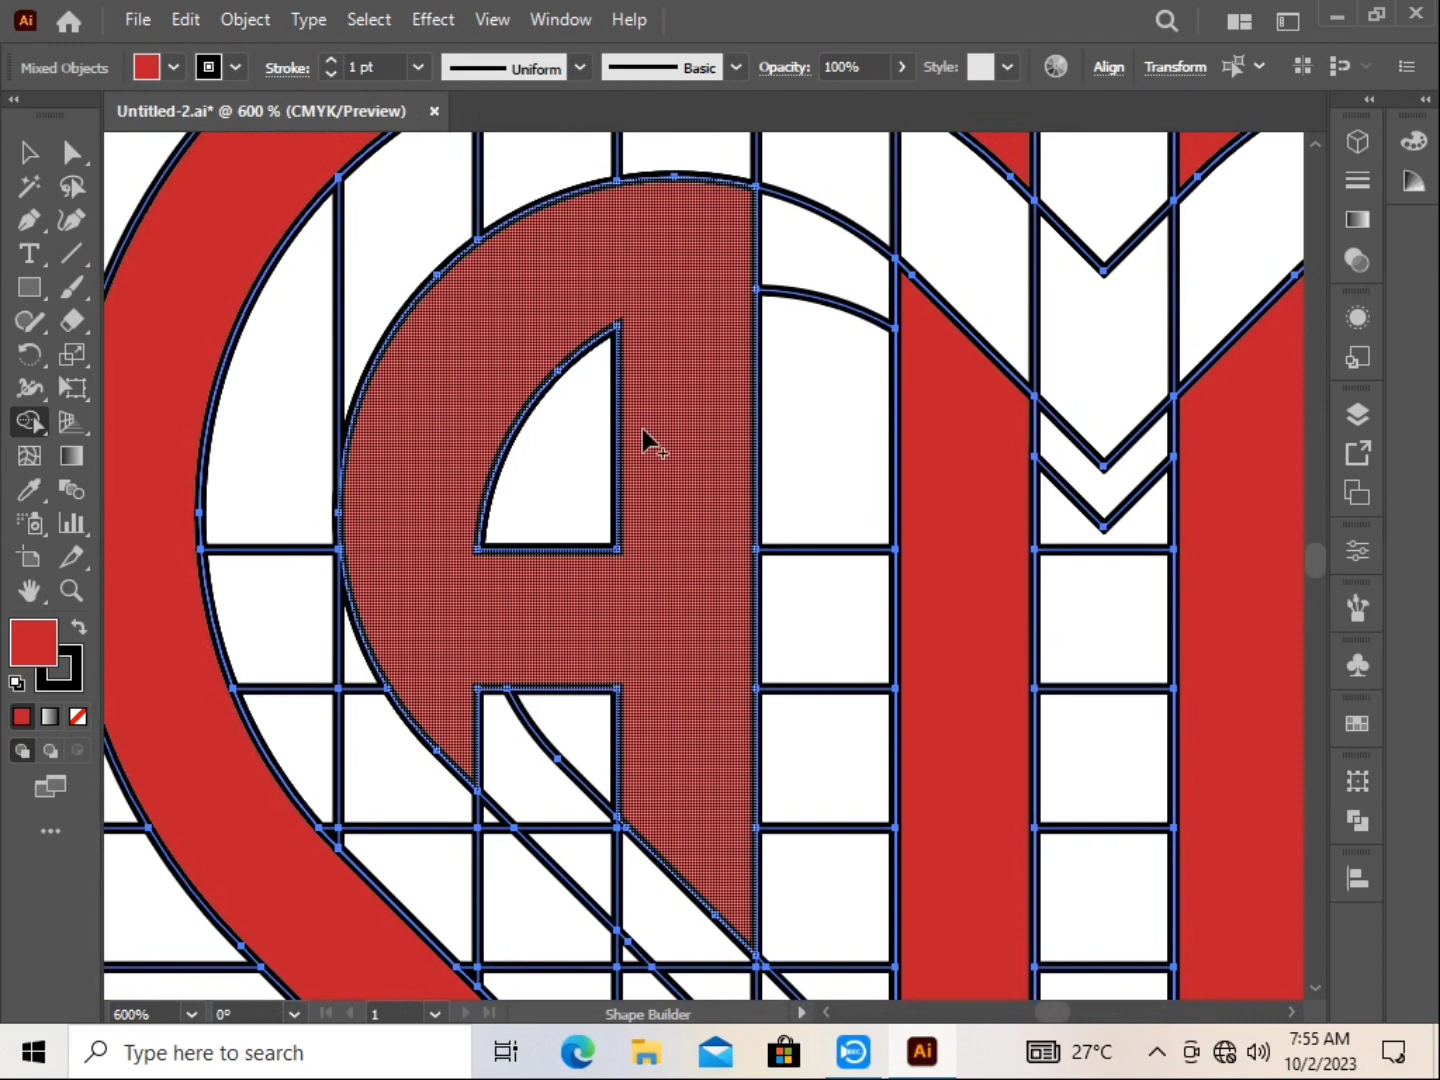 Ai File Edit Object Type Select Effect View Window Help
Mixed Objects Stroke: 1 pt Uniform Basic Opacity: 100% Style: Align Transform
Untitled-2.ai* @ 600 % (CMYK/Preview)
600% 0° 1 Shape Builder
Type here to search
REC
Ai
27°C
7:55 AM
10/2/2023